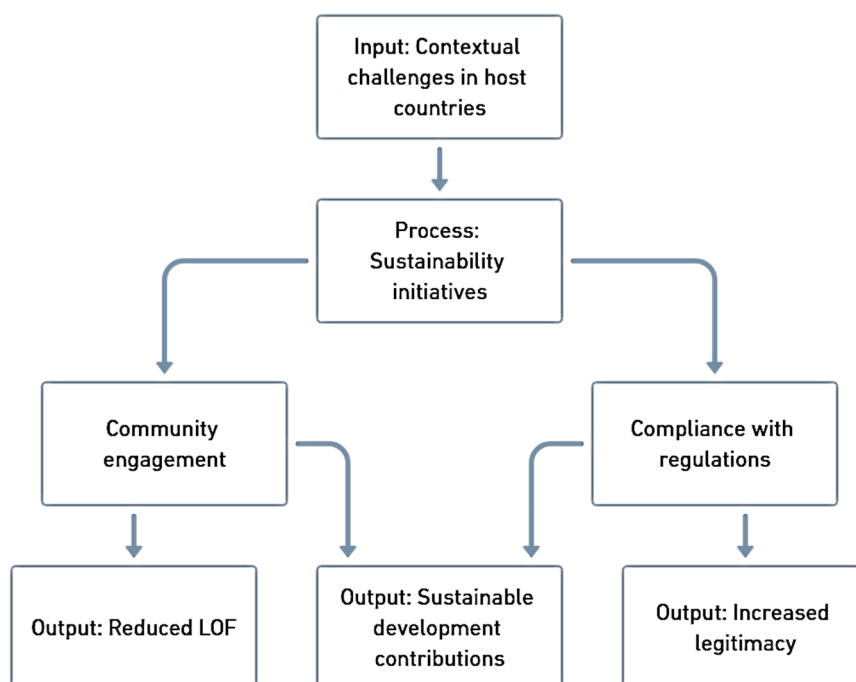 Input: Contextual
challenges in host
countries
Process:
Sustainability
initiatives
Community
engagement
Compliance with
regulations
Output: Reduced LOF
Output: Sustainable
development
contributions
Output: Increased
legitimacy